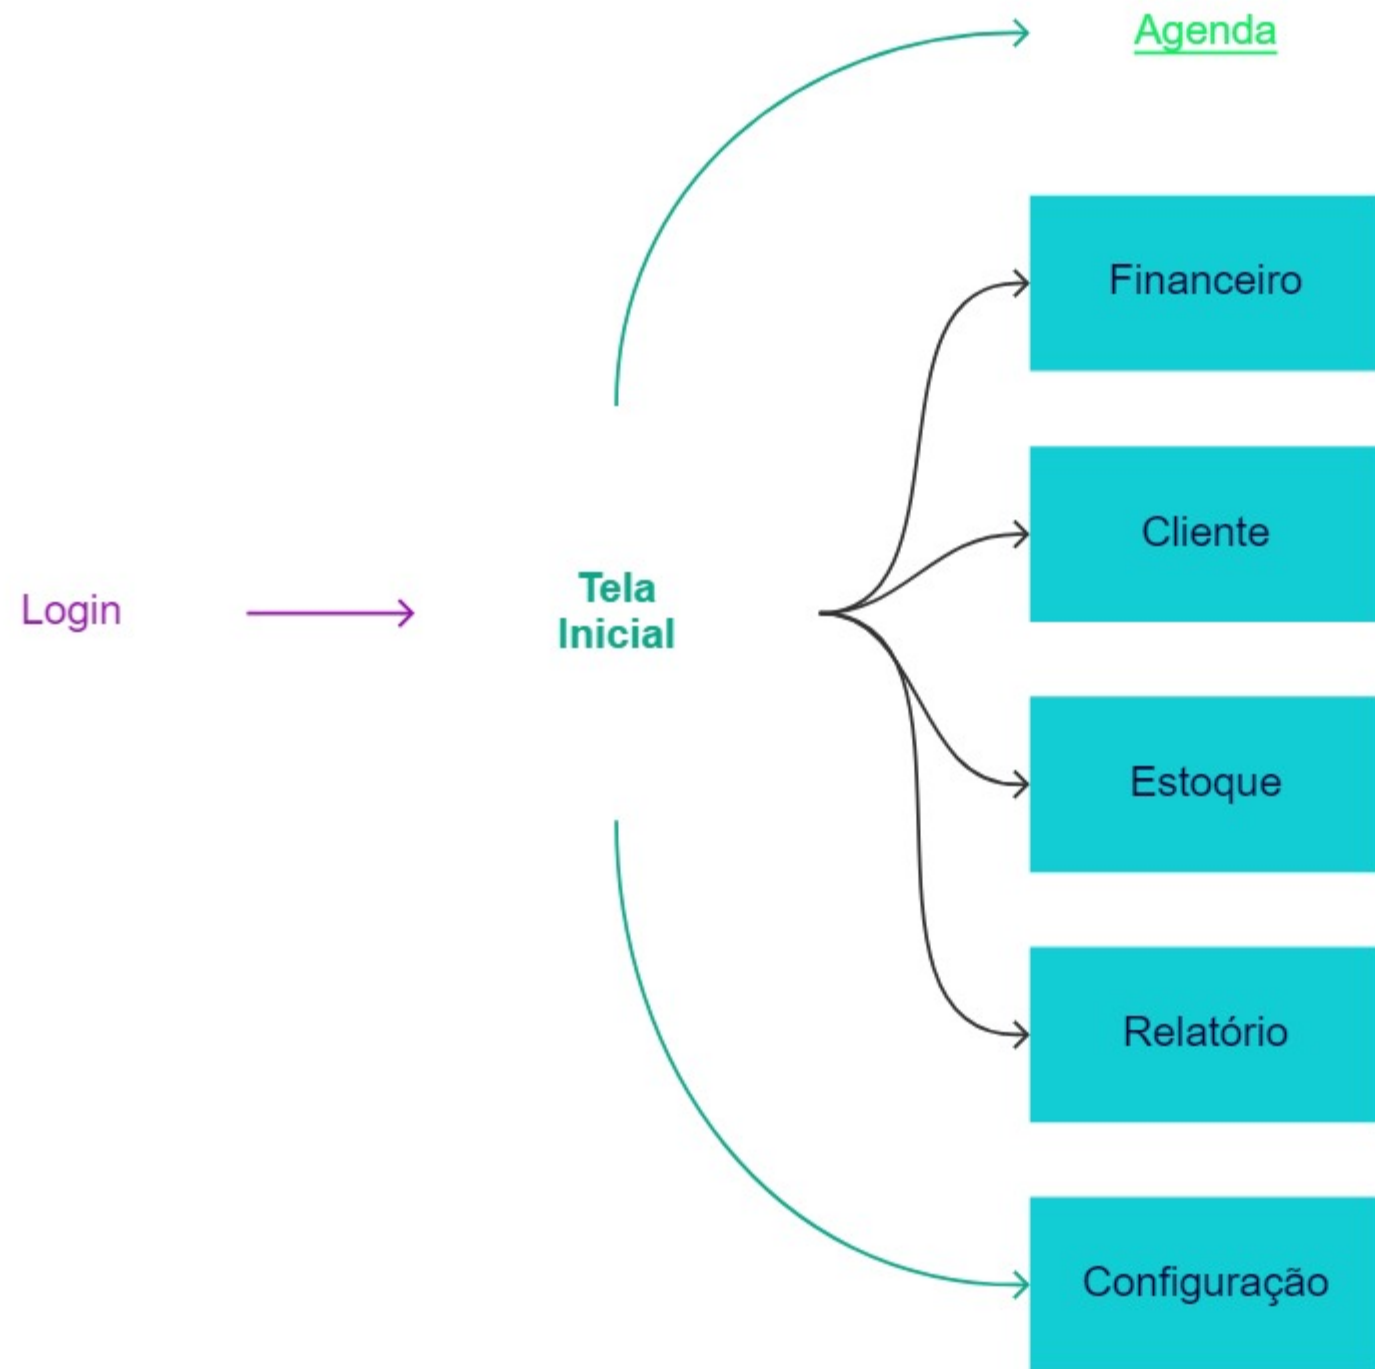 Agenda
Financeiro
Cliente
Login
Tela
Inicial
Estoque
Relatório
Configuração